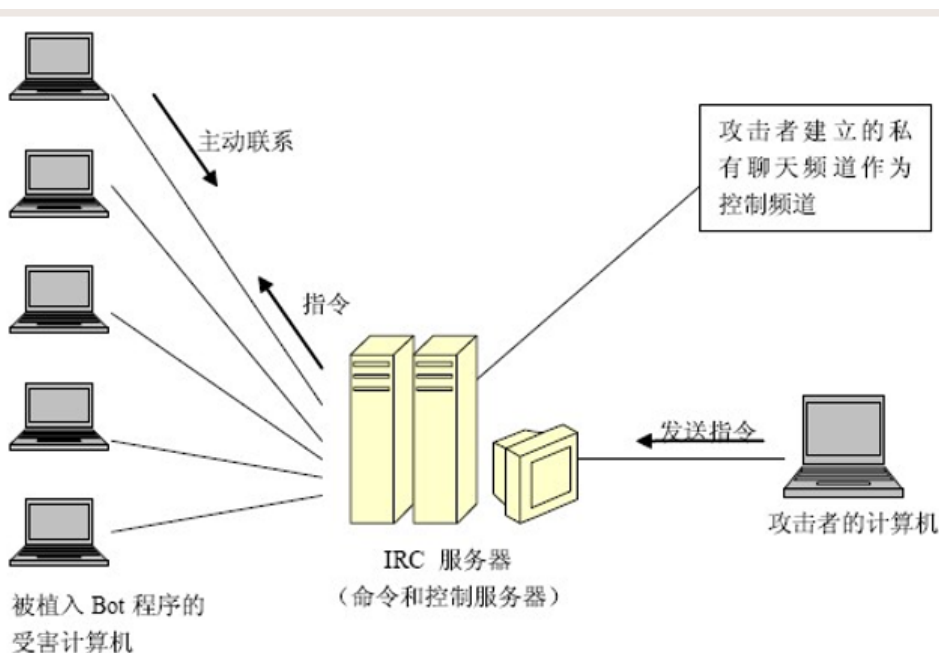 主动联系
攻击者建立的私
有聊天频道作为
控制频道
指令
发送指令
攻击者的计算机
IRC 服务器
（命令和控制服务器）
被植入 Bot 程序的
受害计算机